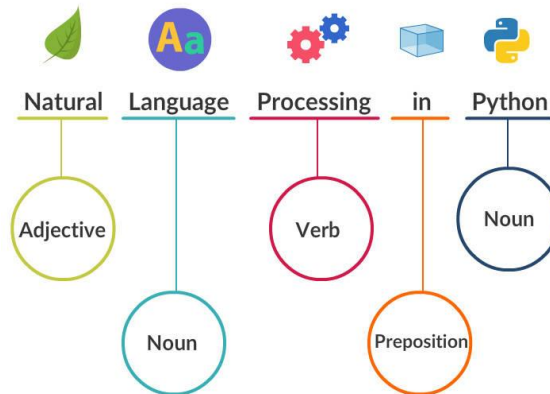 Aa
Natural Language Processing in Python
Adjective
Verb
Noun
Noun
Preposition